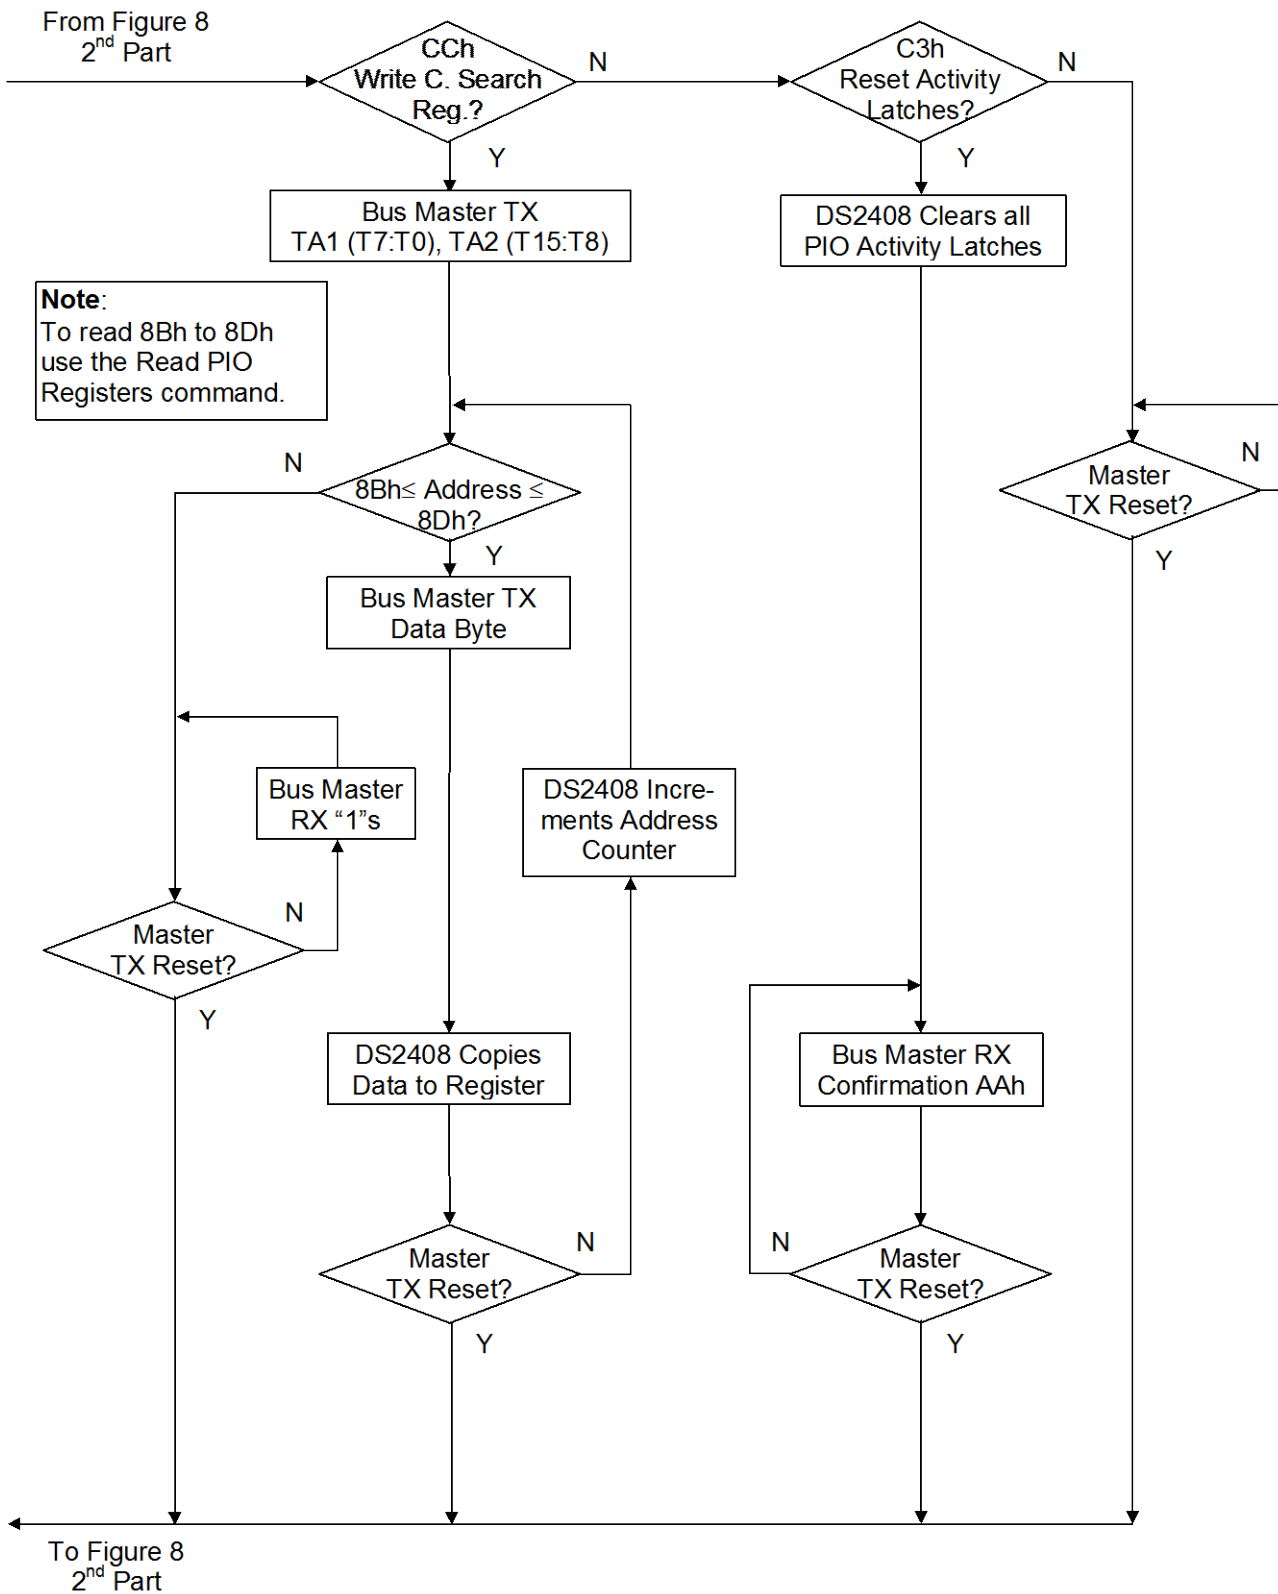 From Figure 8
2nd Part
CCh
Write C. Search
Reg.?
N
Y
C3h
Reset Activity
Latches?
N
Y
Bus Master TX
TA1 (T7:T0), TA2 (T15:T8)
DS2408 Clears all
PIO Activity Latches
Note:
To read 8Bh to 8Dh
use the Read PIO
Registers command.
N
8Bh≤ Address ≤
8Dh?
Y
Master
TX Reset?
N
Y
Bus Master TX
Data Byte
Bus Master
RX “1”s
DS2408 Incre-
ments Address
Counter
Master
TX Reset?
N
Y
DS2408 Copies
Data to Register
Bus Master RX
Confirmation AAh
Master
TX Reset?
N
Y
N
Master
TX Reset?
Y
To Figure 8
2nd Part